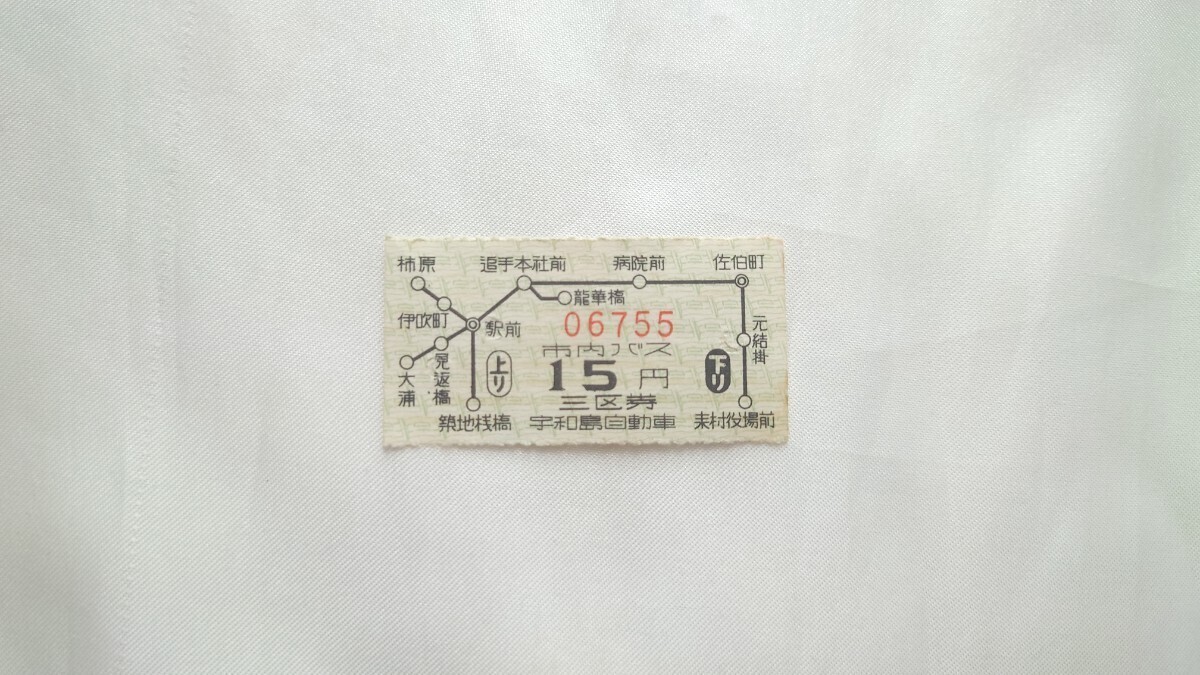 柿原
追手本社前
病院前
佐伯町
龍華橋
伊吹町
駅前
06755
元結掛
市内バス
上り
15円
下り
大浦
見返橋
三区券
築地桟橋
宇和島自動車
来村役場前